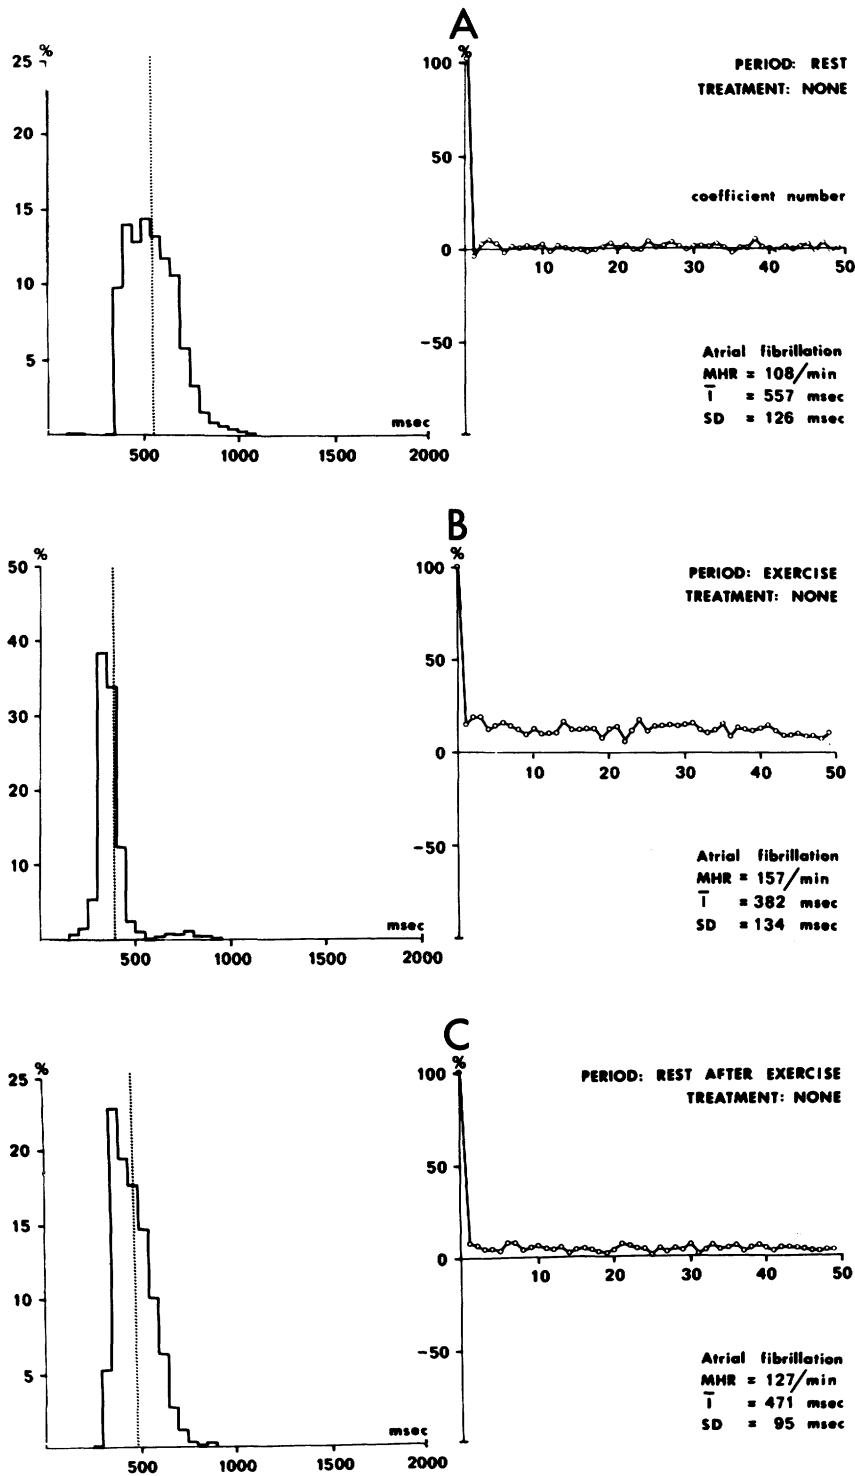 A
%
25
20
15
10
5
msec
500 1000 1500 2000
%
100
50
0
-50
10 20 30 40 50
PERIOD: REST
TREATMENT: NONE
coefficient number
Atrial fibrillation
MHR = 108/min
I = 557 msec
SD = 126 msec
B
%
50
40
30
20
10
msec
500 1000 1500 2000
%
100
50
0
-50
10 20 30 40 50
PERIOD: EXERCISE
TREATMENT: NONE
Atrial fibrillation
MHR = 157/min
I = 382 msec
SD = 134 msec
C
%
25
20
15
10
5
msec
500 1000 1500 2000
%
100
50
0
-50
10 20 30 40 50
PERIOD: REST AFTER EXERCISE
TREATMENT: NONE
Atrial fibrillation
MHR = 127/min
I = 471 msec
SD = 95 msec